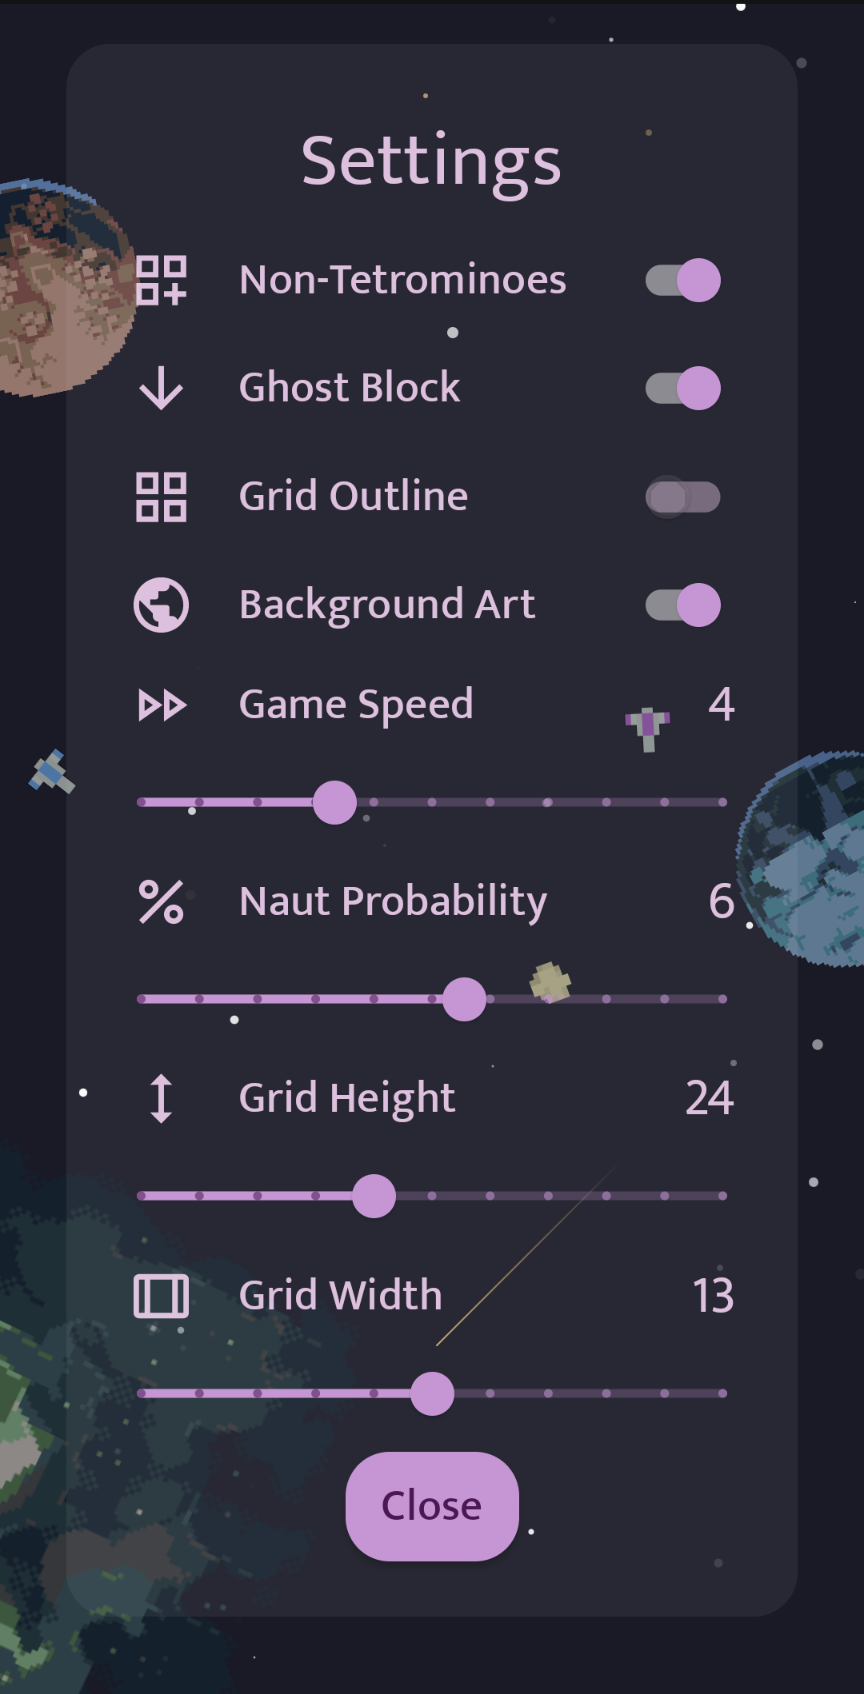 Settings
Non-Tetrominoes
Ghost Block
Grid Outline
Background Art
Game Speed 4
Naut Probability 6
Grid Height 24
Grid Width 13
Close